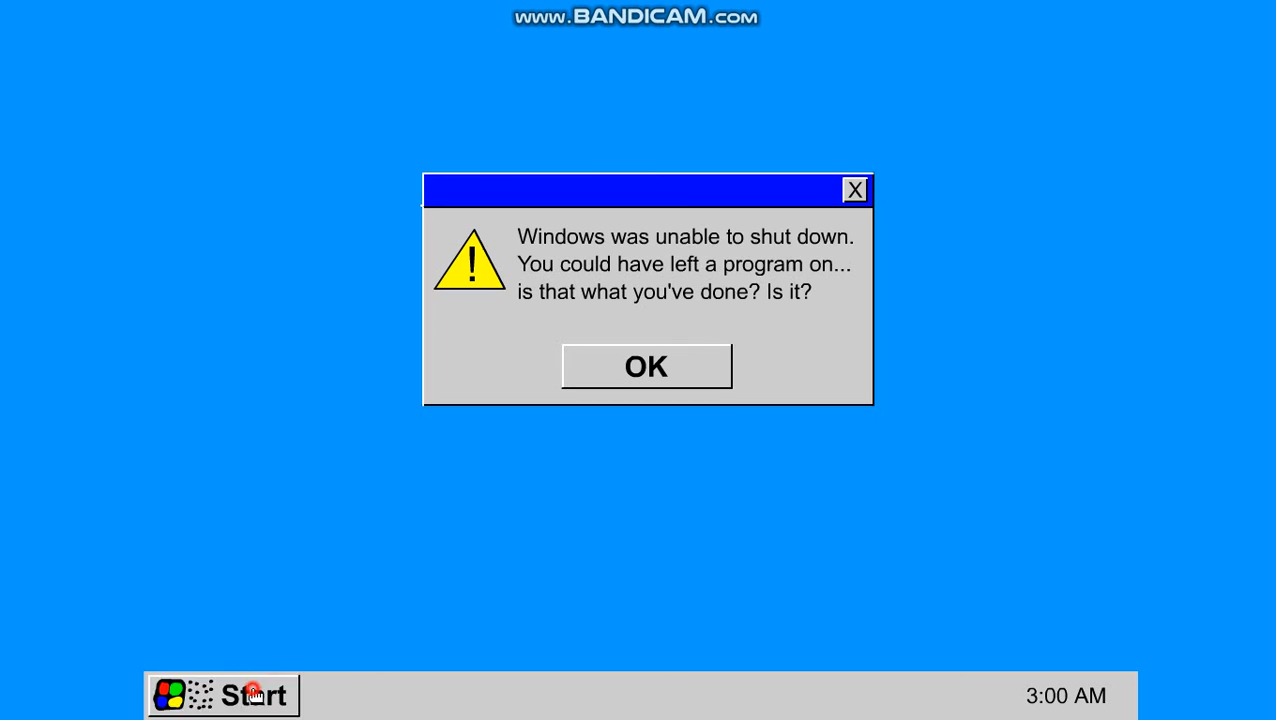 www.BANDICAM.com
X
Windows was unable to shut down.
You could have left a program on...
is that what you've done? Is it?
OK
Start
3:00 AM